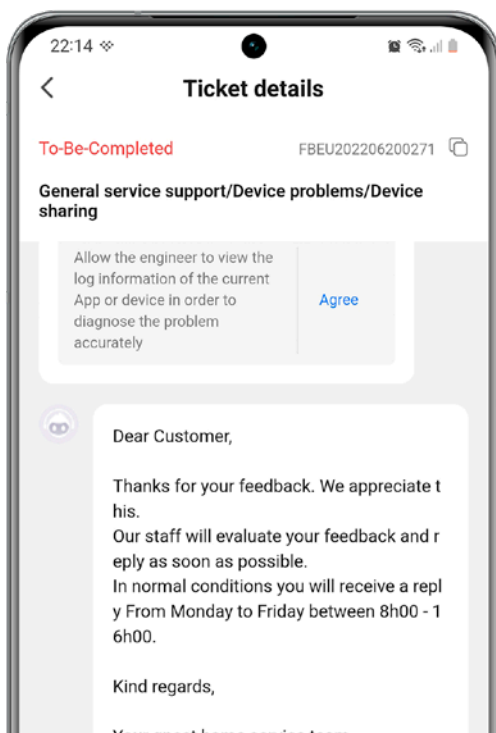 22:14
Ticket details
To-Be-Completed
FBEU202206200271
General service support/Device problems/Device
sharing
Allow the engineer to view the
log information of the current
App or device in order to
diagnose the problem
accurately
Agree
Dear Customer,
Thanks for your feedback. We appreciate t
his.
Our staff will evaluate your feedback and r
eply as soon as possible.
In normal conditions you will receive a repl
y From Monday to Friday between 8h00 - 1
6h00.
Kind regards,
home service team